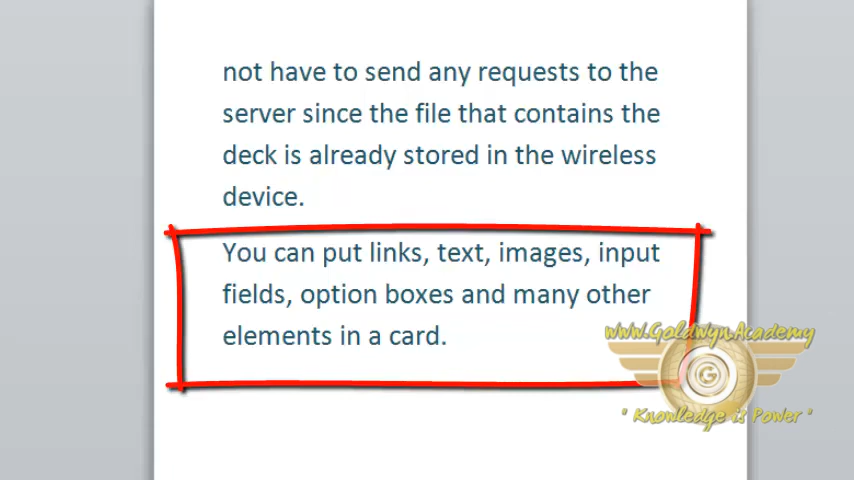 not have to send any requests to the
server since the file that contains the
deck is already stored in the wireless
device.
You can put links, text, images, input
fields, option boxes and many other
elements in a card.
www.GoldwynAcademy
G
" Knowledge is Power "